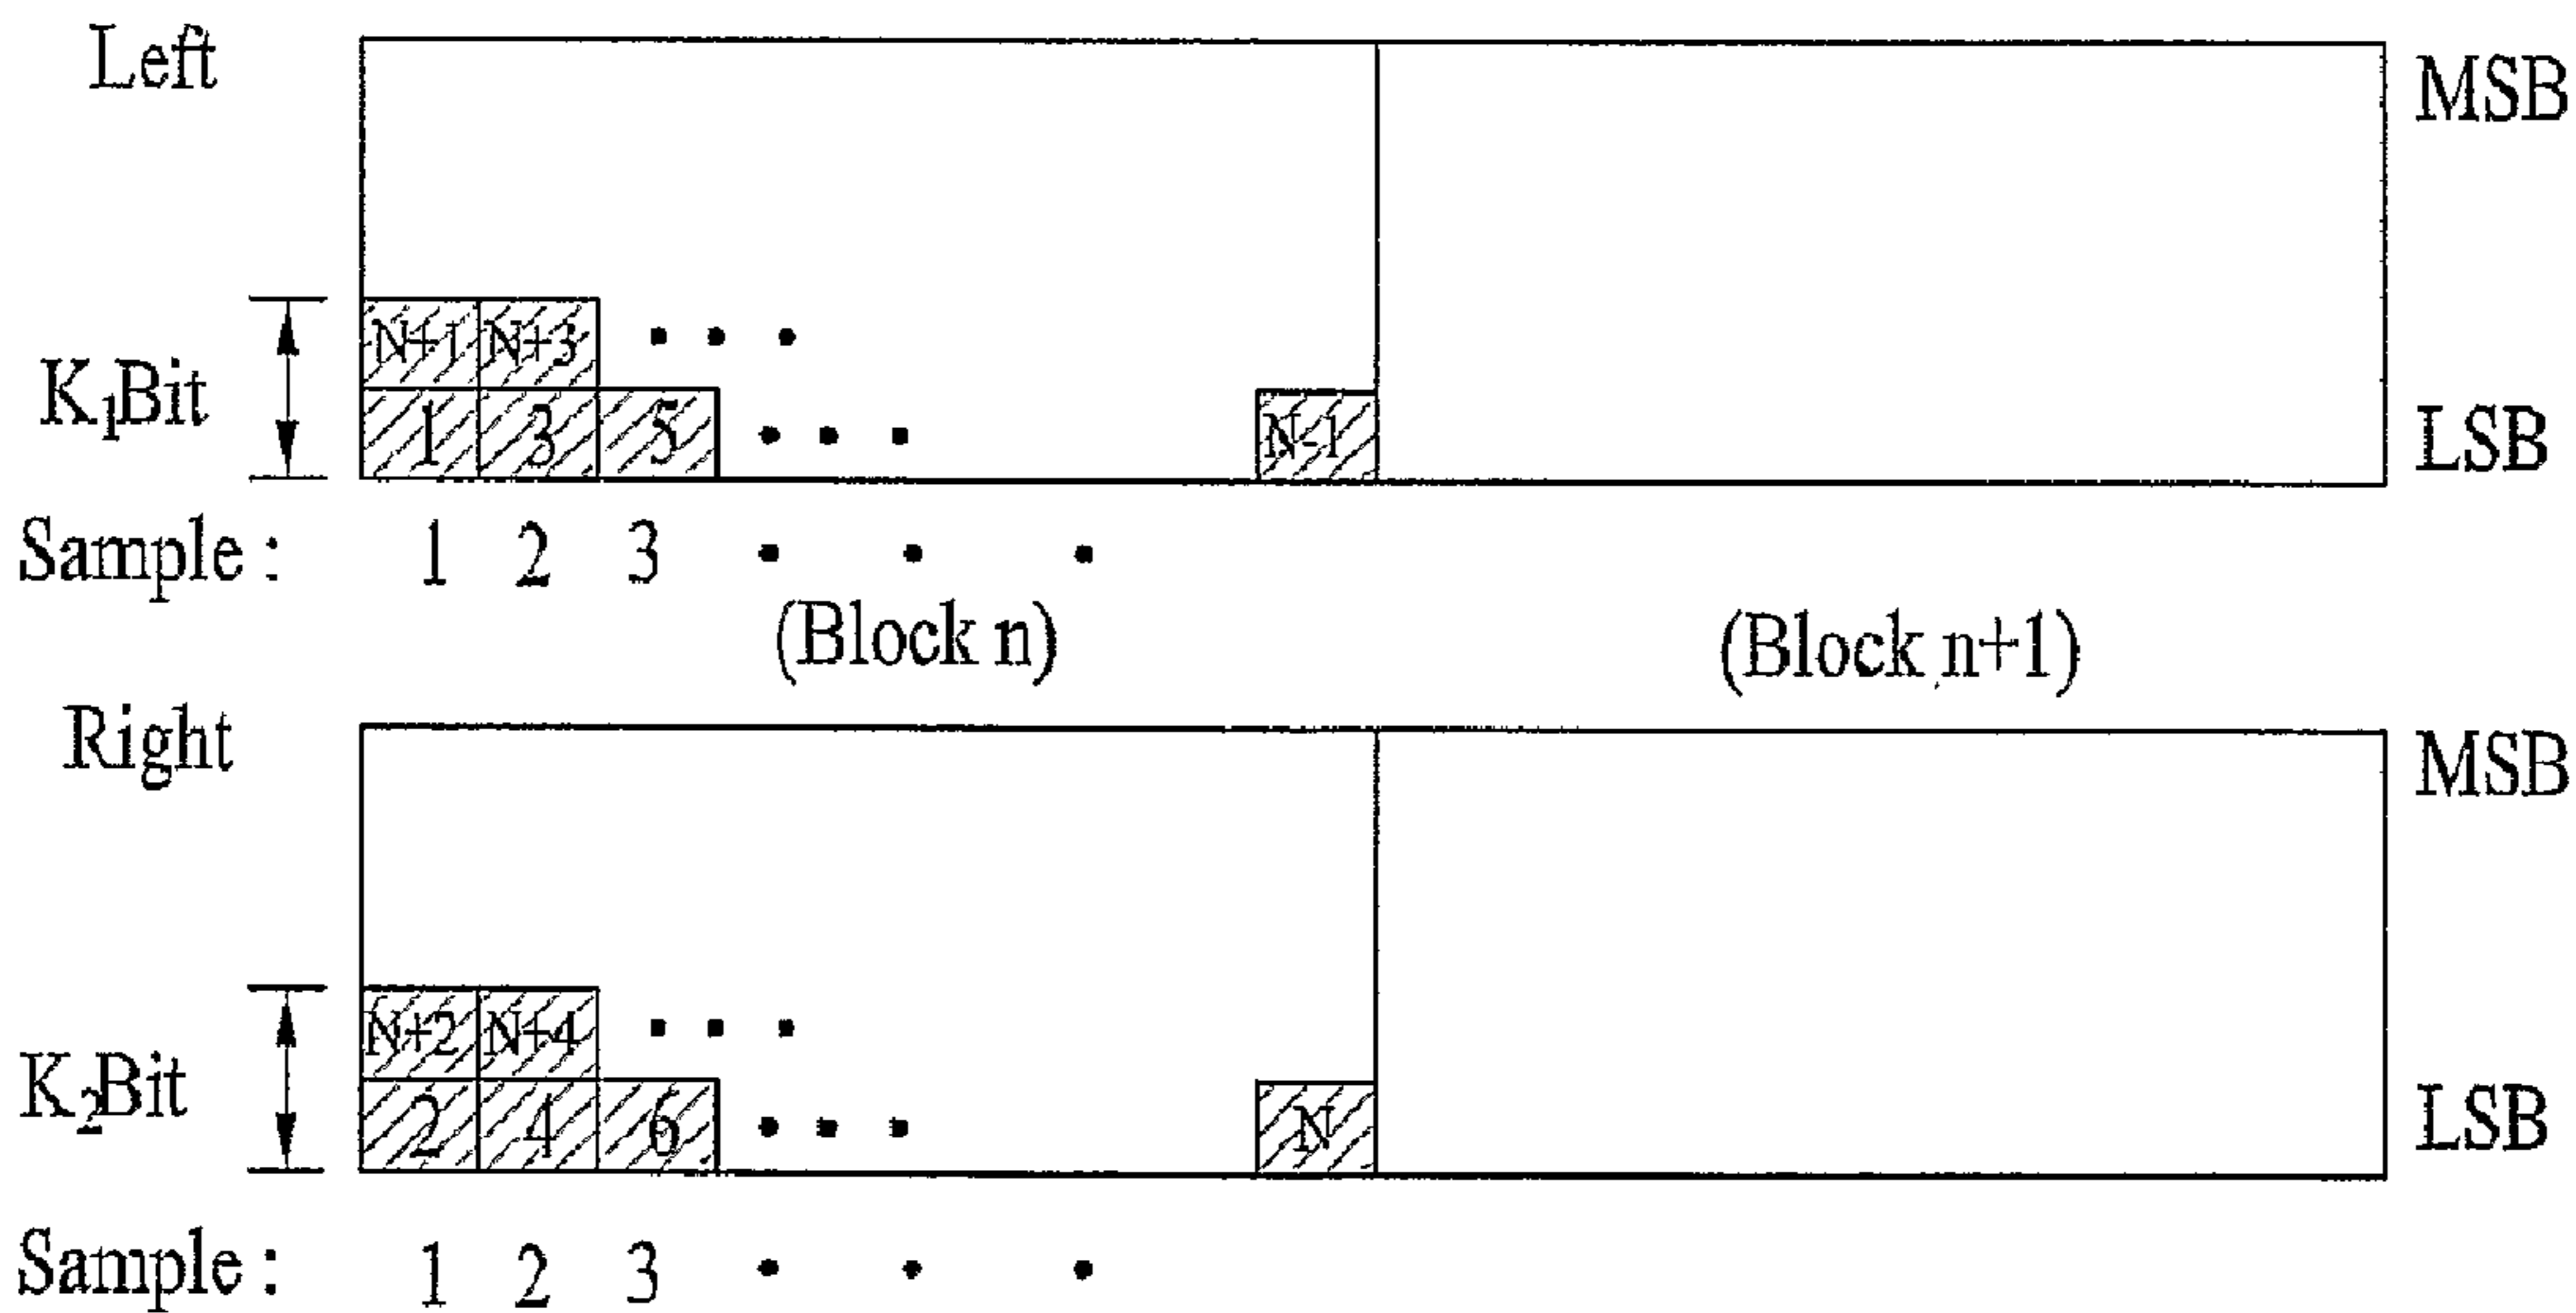 Left MSB
N+1 N+3 • • •
K₁Bit
1 3 5 • • • N-1 LSB
Sample : 1 2 3 • • •
(Block n) (Block n+1)
Right MSB
N+2 N+4 • • •
K₂Bit
2 4 6 • • • N LSB
Sample : 1 2 3 • • •